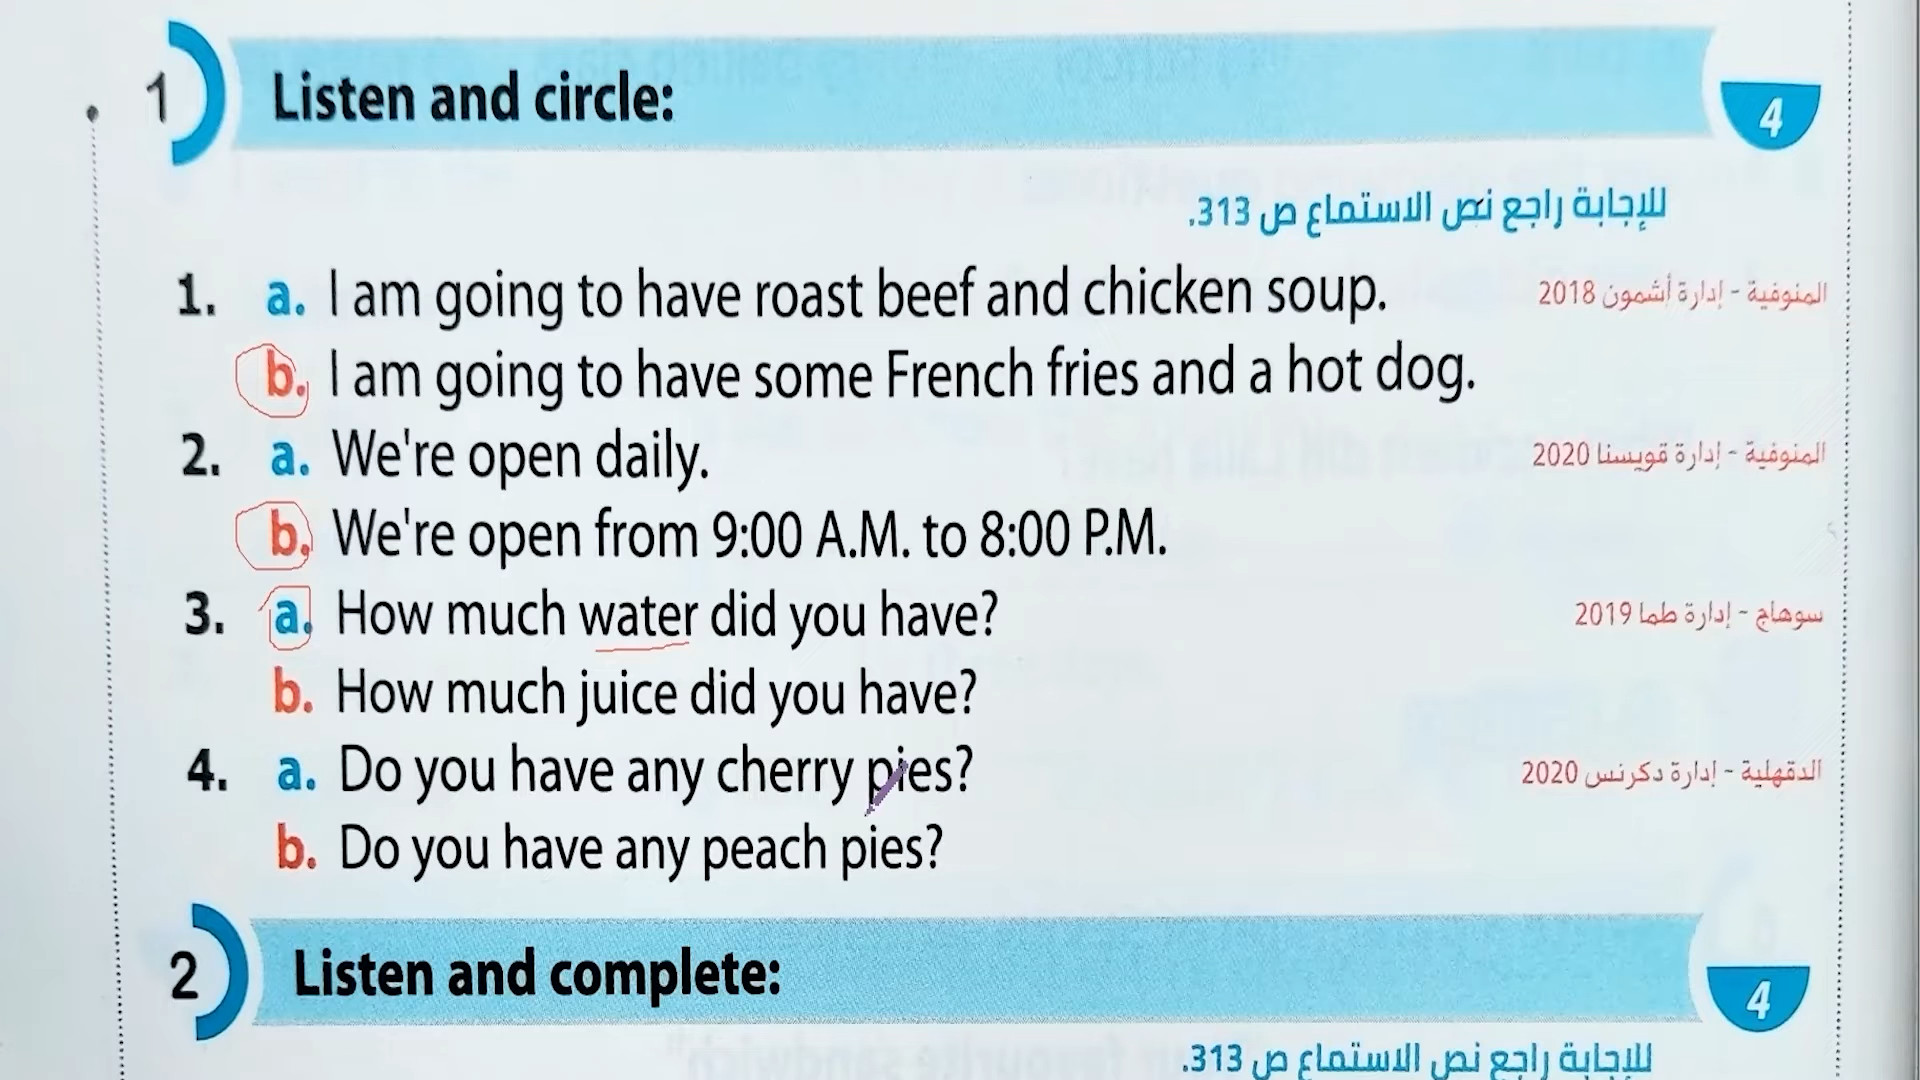 1 Listen and circle: 4
للإجابة راجع نص الاستماع ص 313.
1. a. I am going to have roast beef and chicken soup. المنوفية - إدارة أشمون 2018
b. I am going to have some French fries and a hot dog.
2. a. We're open daily. المنوفية - إدارة قويسنا 2020
b. We're open from 9:00 A.M. to 8:00 P.M.
3. a. How much water did you have? سوهاج - إدارة طما 2019
b. How much juice did you have?
4. a. Do you have any cherry pies? الدقهلية - إدارة دكرنس 2020
b. Do you have any peach pies?
2 Listen and complete: 4
للإجابة راجع نص الاستماع ص 313.